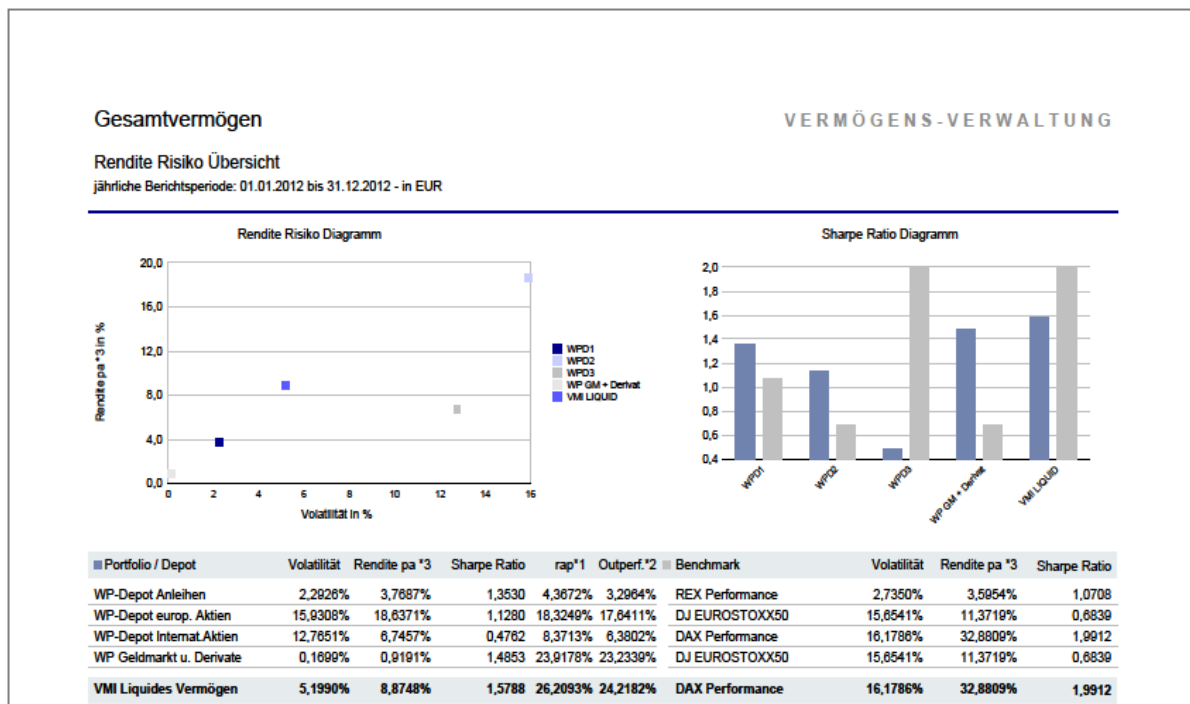 Gesamtvermögen
VERMÖGENS-VERWALTUNG
Rendite Risiko Übersicht
jährliche Berichtsperiode: 01.01.2012 bis 31.12.2012 - in EUR
Rendite Risiko Diagramm
20,0
16,0
12,0
8,0
4,0
0,0
Rendite pa *3 in %
0 2 4 6 8 10 12 14 16
Volatilität in %
WPD1
WPD2
WPD3
WP GM + Derivat
VMI LIQUID
Sharpe Ratio Diagramm
2,0
1,8
1,6
1,4
1,2
1,0
0,8
0,6
0,4
WPD1
WPD2
WPD3
WP GM + Derivat
VMI LIQUID
Portfolio / Depot Volatilität Rendite pa *3 Sharpe Ratio rap*1 Outperf.*2 Benchmark Volatilität Rendite pa *3 Sharpe Ratio
WP-Depot Anleihen 2,2926% 3,7687% 1,3530 4,3672% 3,2964% REX Performance 2,7350% 3,5954% 1,0708
WP-Depot europ. Aktien 15,9308% 18,6371% 1,1280 18,3249% 17,6411% DJ EUROSTOXX50 15,6541% 11,3719% 0,6839
WP-Depot Internat.Aktien 12,7651% 6,7457% 0,4762 8,3713% 6,3802% DAX Performance 16,1786% 32,8809% 1,9912
WP Geldmarkt u. Derivate 0,1699% 0,9191% 1,4853 23,9178% 23,2339% DJ EUROSTOXX50 15,6541% 11,3719% 0,6839
VMI Liquides Vermögen 5,1990% 8,8748% 1,5788 26,2093% 24,2182% DAX Performance 16,1786% 32,8809% 1,9912